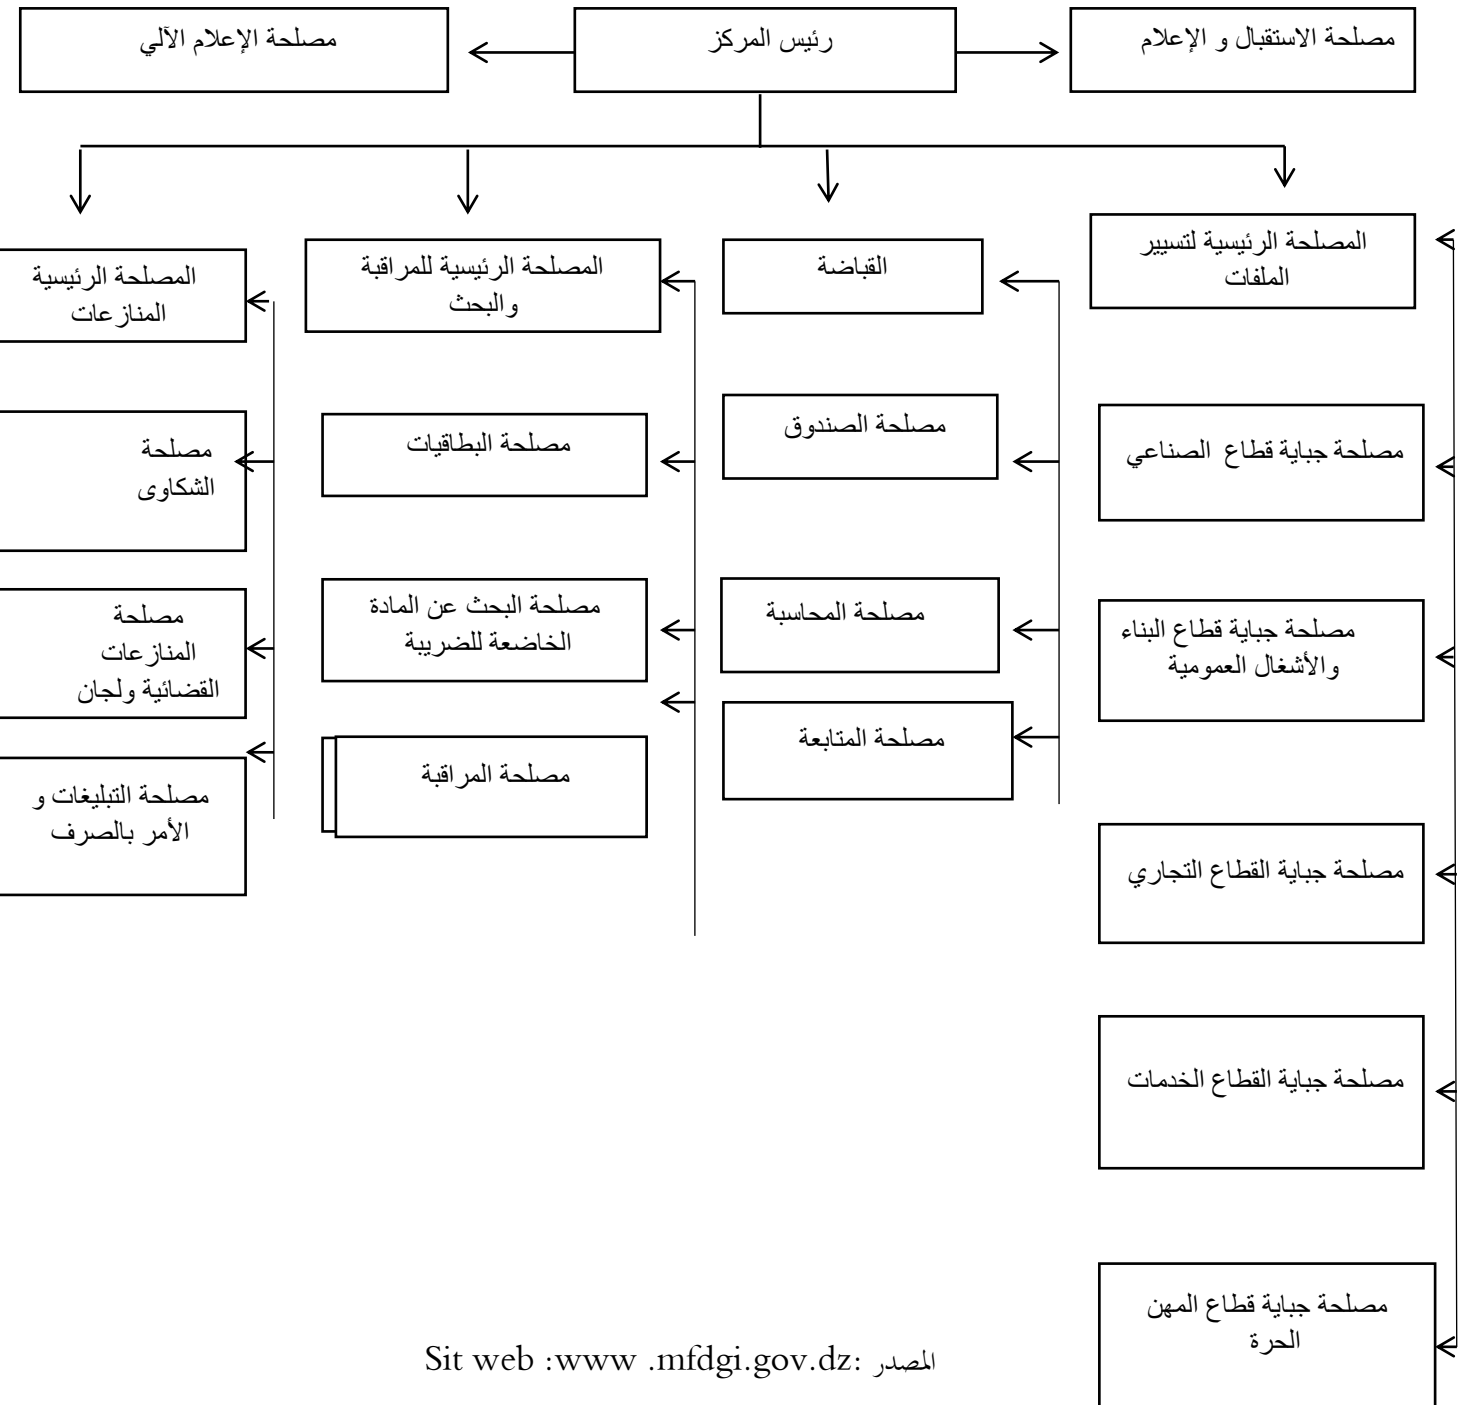 مصلحة الاستقبال و الإعلام
رئيس المركز
مصلحة الإعلام الآلي
المصلحة الرئيسية لتسيير
الملفات
مصلحة جباية قطاع  الصناعي
مصلحة جباية قطاع البناء
والأشغال العمومية
مصلحة جباية القطاع التجاري
مصلحة جباية القطاع الخدمات
مصلحة جباية قطاع المهن
الحرة
القباضة
مصلحة الصندوق
مصلحة المحاسبة
مصلحة المتابعة
المصلحة الرئيسية للمراقبة
والبحث
مصلحة البطاقيات
مصلحة البحث عن المادة
الخاضعة للضريبة
مصلحة المراقبة
المصلحة الرئيسية
المنازعات
مصلحة
الشكاوى
مصلحة
المنازعات
القضائية ولجان
مصلحة التبليغات و
الأمر بالصرف
المصدر :Sit web :www .mfdgi.gov.dz